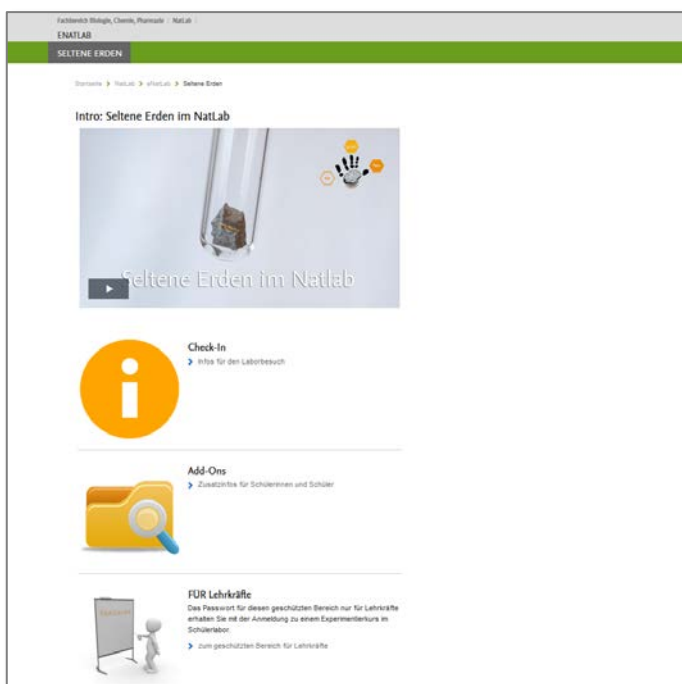 Fachbereich Biologie, Chemie, Pharmazie | NatLab |
ENATLAB
SELTENE ERDEN
Startseite > NatLab > eNatLab > Seltene Erden
Intro: Seltene Erden im NatLab
Seltene Erden im Natlab
Check-In
Infos für den Laborbesuch
Add-Ons
Zusatzinfos für Schülerinnen und Schüler
FÜR Lehrkräfte
Das Passwort für diesen geschützten Bereich nur für Lehrkräfte
erhalten Sie mit der Anmeldung zu einem Experimentierkurs im
Schülerlabor.
zum geschützten Bereich für Lehrkräfte